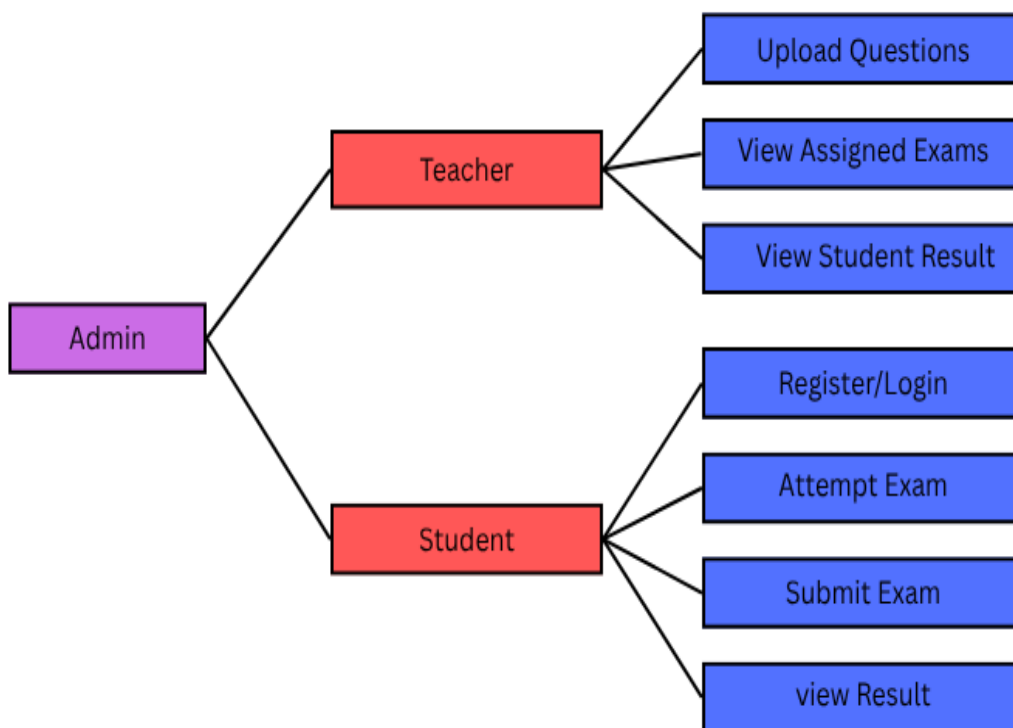 Admin
Teacher
Upload Questions
View Assigned Exams
View Student Result
Student
Register/Login
Attempt Exam
Submit Exam
view Result